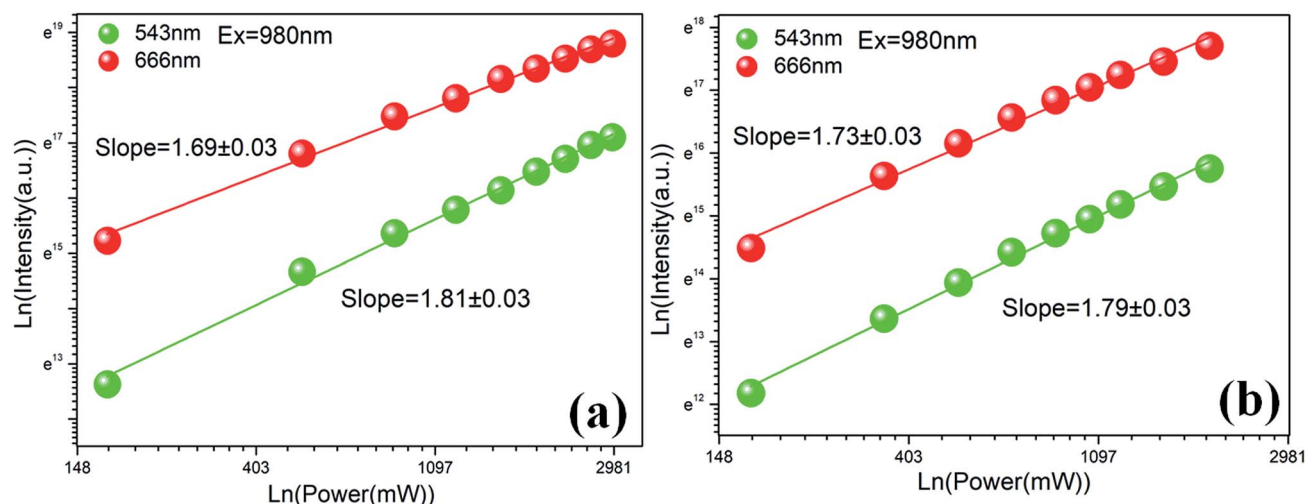 543nm Ex=980nm
666nm
Slope=1.69±0.03
Slope=1.81±0.03
(a)
e19
e17
e15
e13
Ln(Intensity(a.u.))
148 403 1097 2981
Ln(Power(mW))
543nm Ex=980nm
666nm
Slope=1.73±0.03
Slope=1.79±0.03
(b)
e18
e17
e16
e15
e14
e13
e12
Ln(Intensity(a.u.))
148 403 1097 2981
Ln(Power(mW))